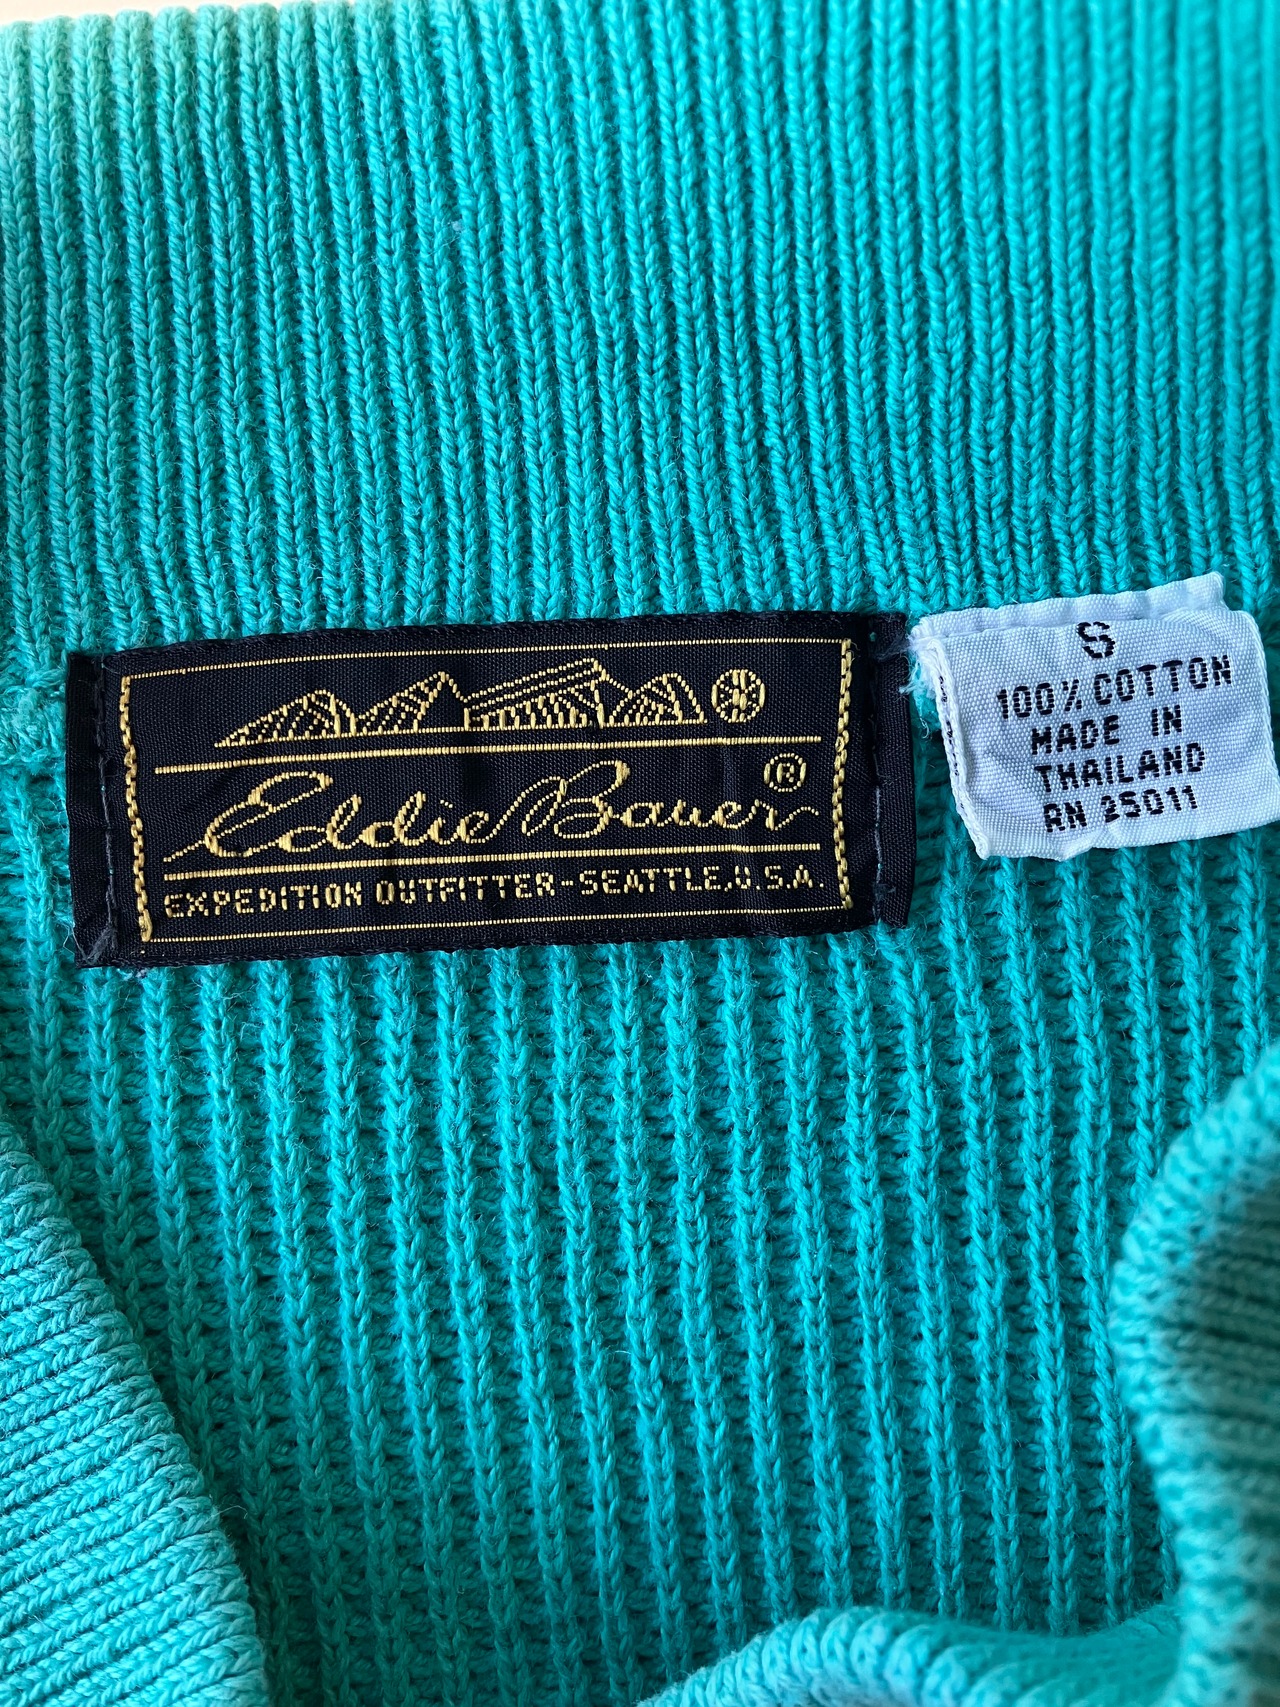 Eddie Bauer®
EXPEDITION OUTFITTER-SEATTLE,U.S.A.
S
100% COTTON
MADE IN
THAILAND
RN 25011